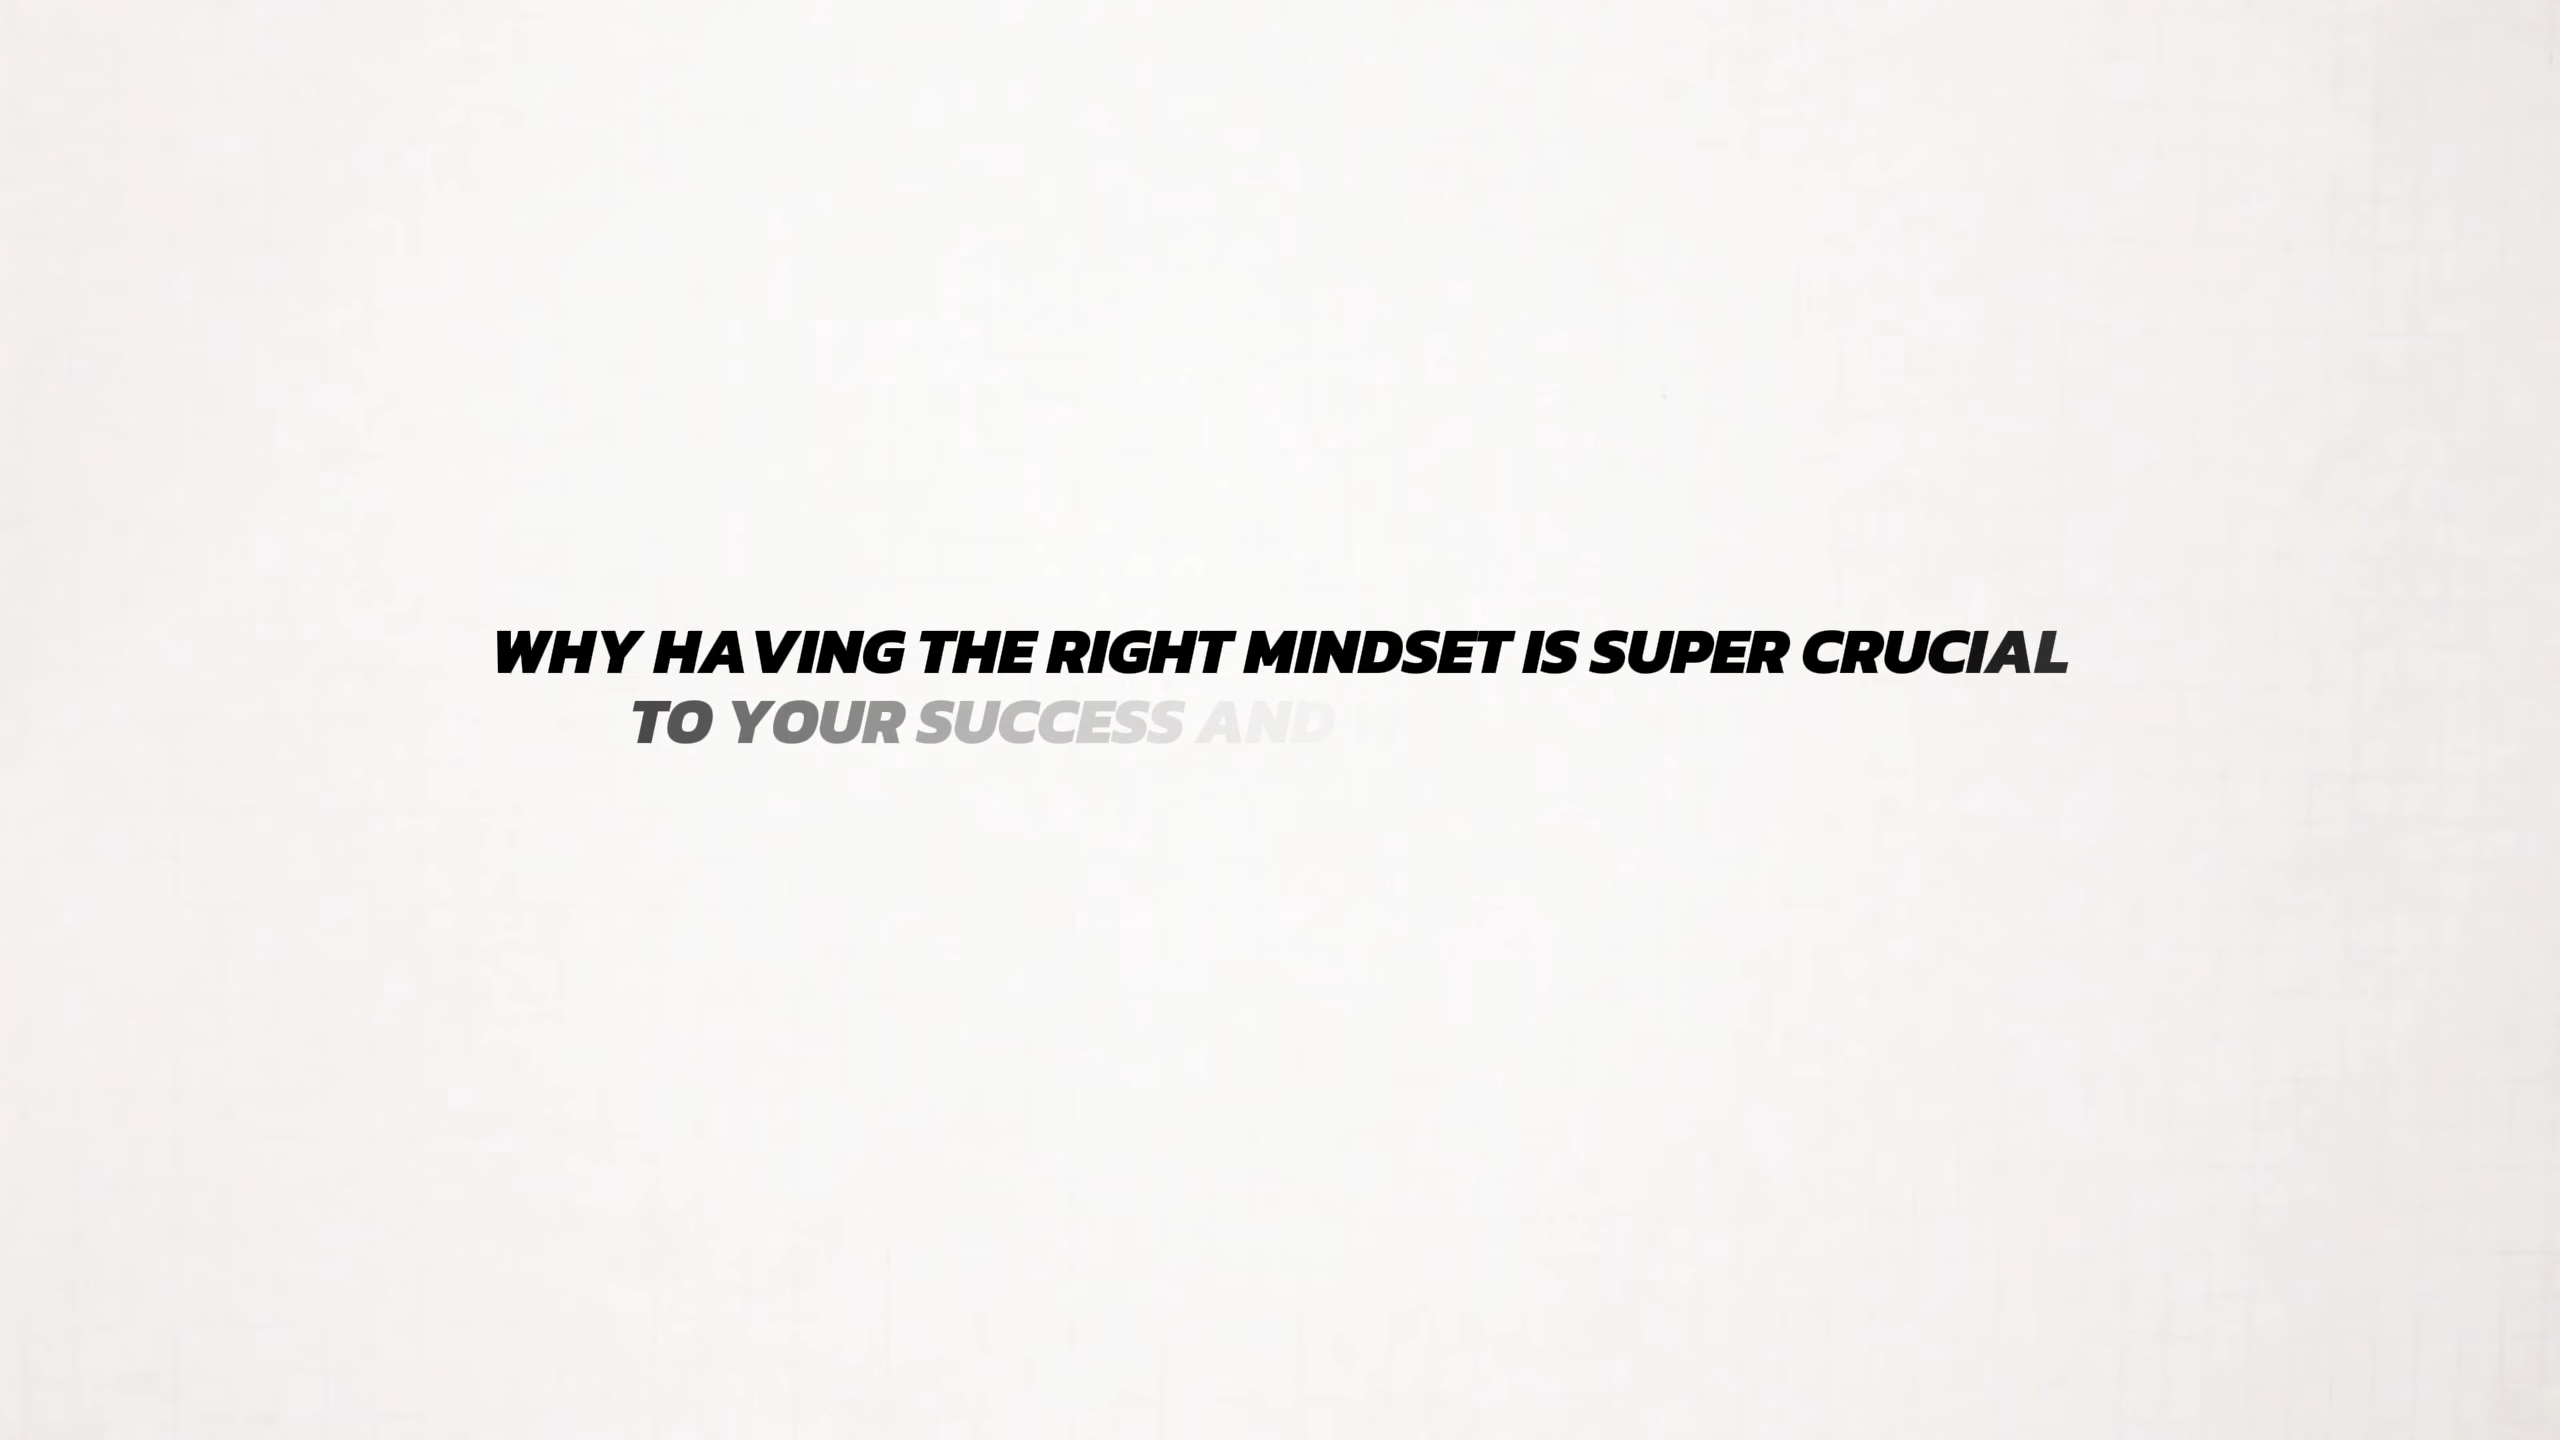 WHY HAVING THE RIGHT MINDSET IS SUPER CRUCIAL
TO YOUR SUCCESS AND